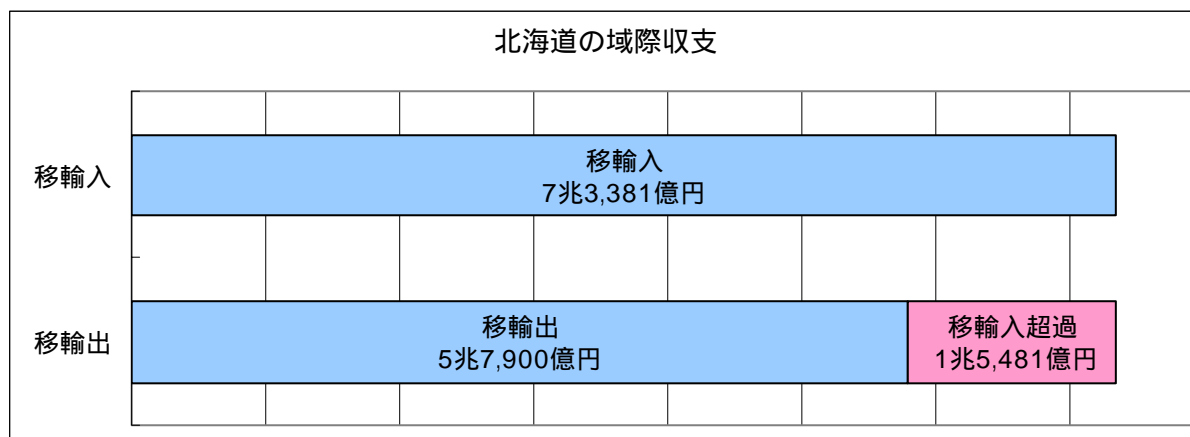 北海道の域際収支
移輸入
移輸入
7兆3,381億円
移輸出
移輸出
5兆7,900億円
移輸入超過
1兆5,481億円